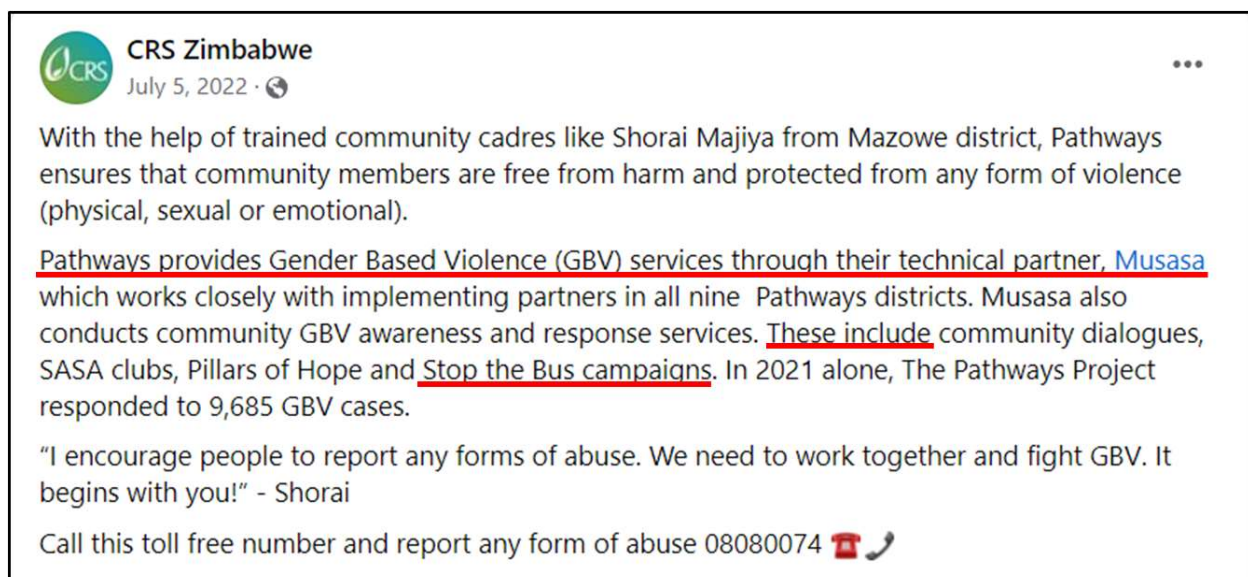 CRS
CRS Zimbabwe
July 5, 2022 ·
With the help of trained community cadres like Shorai Majiya from Mazowe district, Pathways
ensures that community members are free from harm and protected from any form of violence
(physical, sexual or emotional).
Pathways provides Gender Based Violence (GBV) services through their technical partner, Musasa
which works closely with implementing partners in all nine Pathways districts. Musasa also
conducts community GBV awareness and response services. These include community dialogues,
SASA clubs, Pillars of Hope and Stop the Bus campaigns. In 2021 alone, The Pathways Project
responded to 9,685 GBV cases.
“I encourage people to report any forms of abuse. We need to work together and fight GBV. It
begins with you!” - Shorai
Call this toll free number and report any form of abuse 08080074 ☎️📞